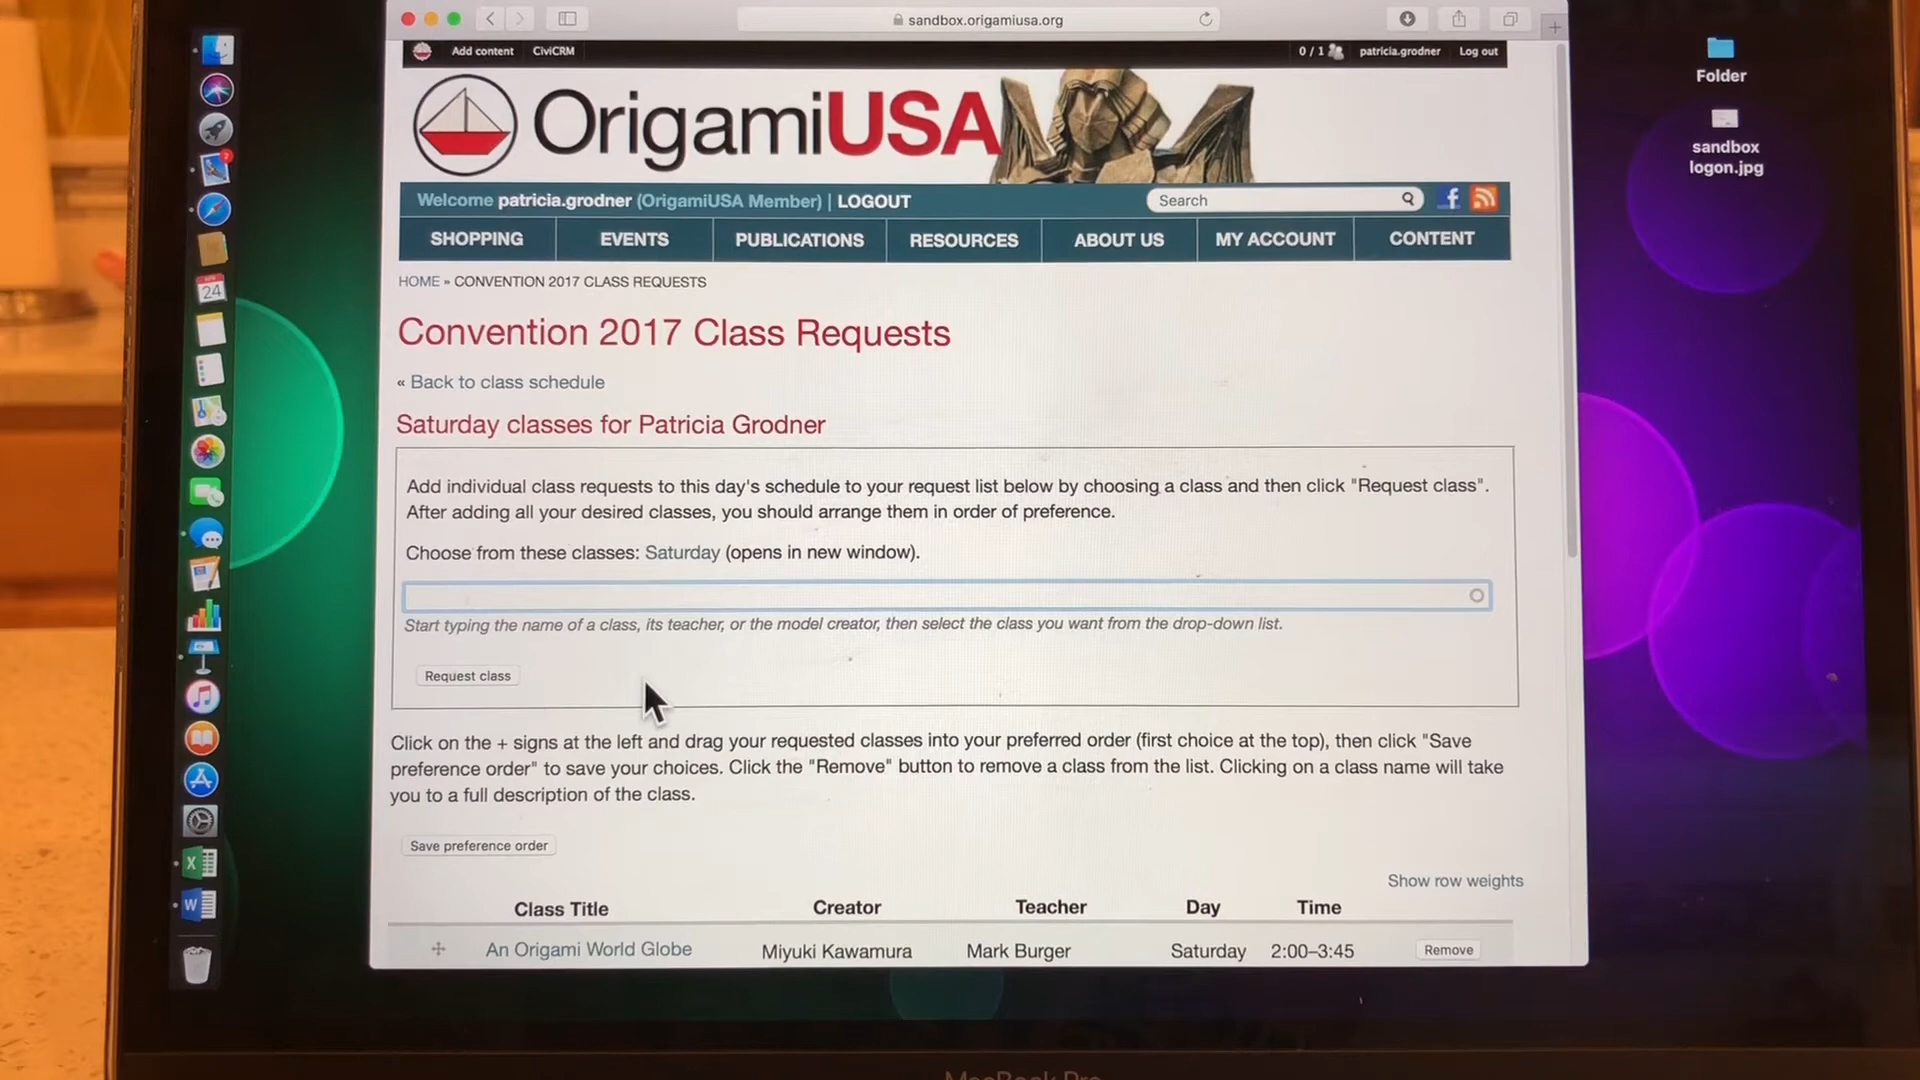 sandbox.origamiusa.org
Add content CiviCRM 0 / 1 patricia.grodner Log out
OrigamiUSA
Folder
sandbox
logon.jpg
Welcome patricia.grodner (OrigamiUSA Member) | LOGOUT Search
SHOPPING EVENTS PUBLICATIONS RESOURCES ABOUT US MY ACCOUNT CONTENT
HOME » CONVENTION 2017 CLASS REQUESTS
24
Convention 2017 Class Requests
« Back to class schedule
Saturday classes for Patricia Grodner
Add individual class requests to this day's schedule to your request list below by choosing a class and then click "Request class".
After adding all your desired classes, you should arrange them in order of preference.
Choose from these classes: Saturday (opens in new window).
Start typing the name of a class, its teacher, or the model creator, then select the class you want from the drop-down list.
Request class
Click on the + signs at the left and drag your requested classes into your preferred order (first choice at the top), then click "Save
preference order" to save your choices. Click the "Remove" button to remove a class from the list. Clicking on a class name will take
you to a full description of the class.
Save preference order
Show row weights
Class Title Creator Teacher Day Time
An Origami World Globe Miyuki Kawamura Mark Burger Saturday 2:00–3:45 Remove
MacBook Pro